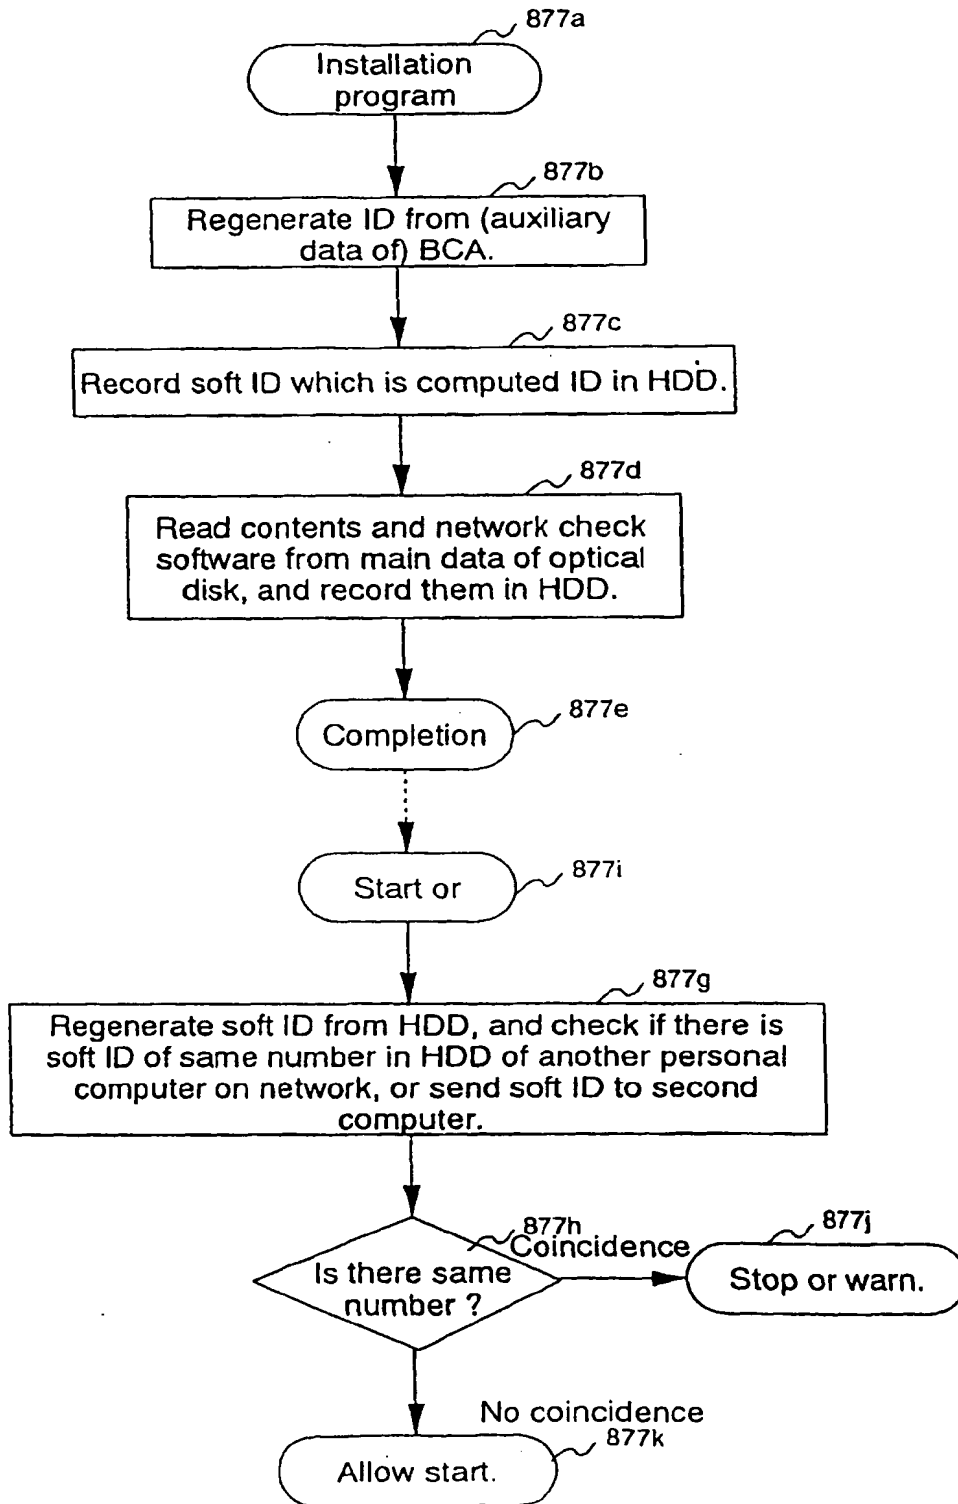 877a
Installation
program
877b
Regenerate ID from (auxiliary
data of) BCA.
877c
Record soft ID which is computed ID in HDD.
877d
Read contents and network check
software from main data of optical
disk, and record them in HDD.
877e
Completion
877i
Start or
877g
Regenerate soft ID from HDD, and check if there is
soft ID of same number in HDD of another personal
computer on network, or send soft ID to second
computer.
877h
Coincidence
877j
Is there same
number ?
Stop or warn.
No coincidence
877k
Allow start.